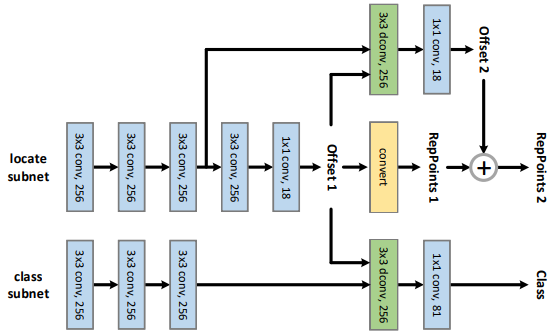 3x3 dconv, 256
1x1 conv, 18
Offset 2
locate
subnet
3x3 conv, 256
3x3 conv, 256
3x3 conv, 256
3x3 conv, 256
1x1 conv, 18
Offset 1
convert
RepPoints 1
+
RepPoints 2
class
subnet
3x3 conv, 256
3x3 conv, 256
3x3 conv, 256
3x3 dconv, 256
1x1 conv, 81
Class